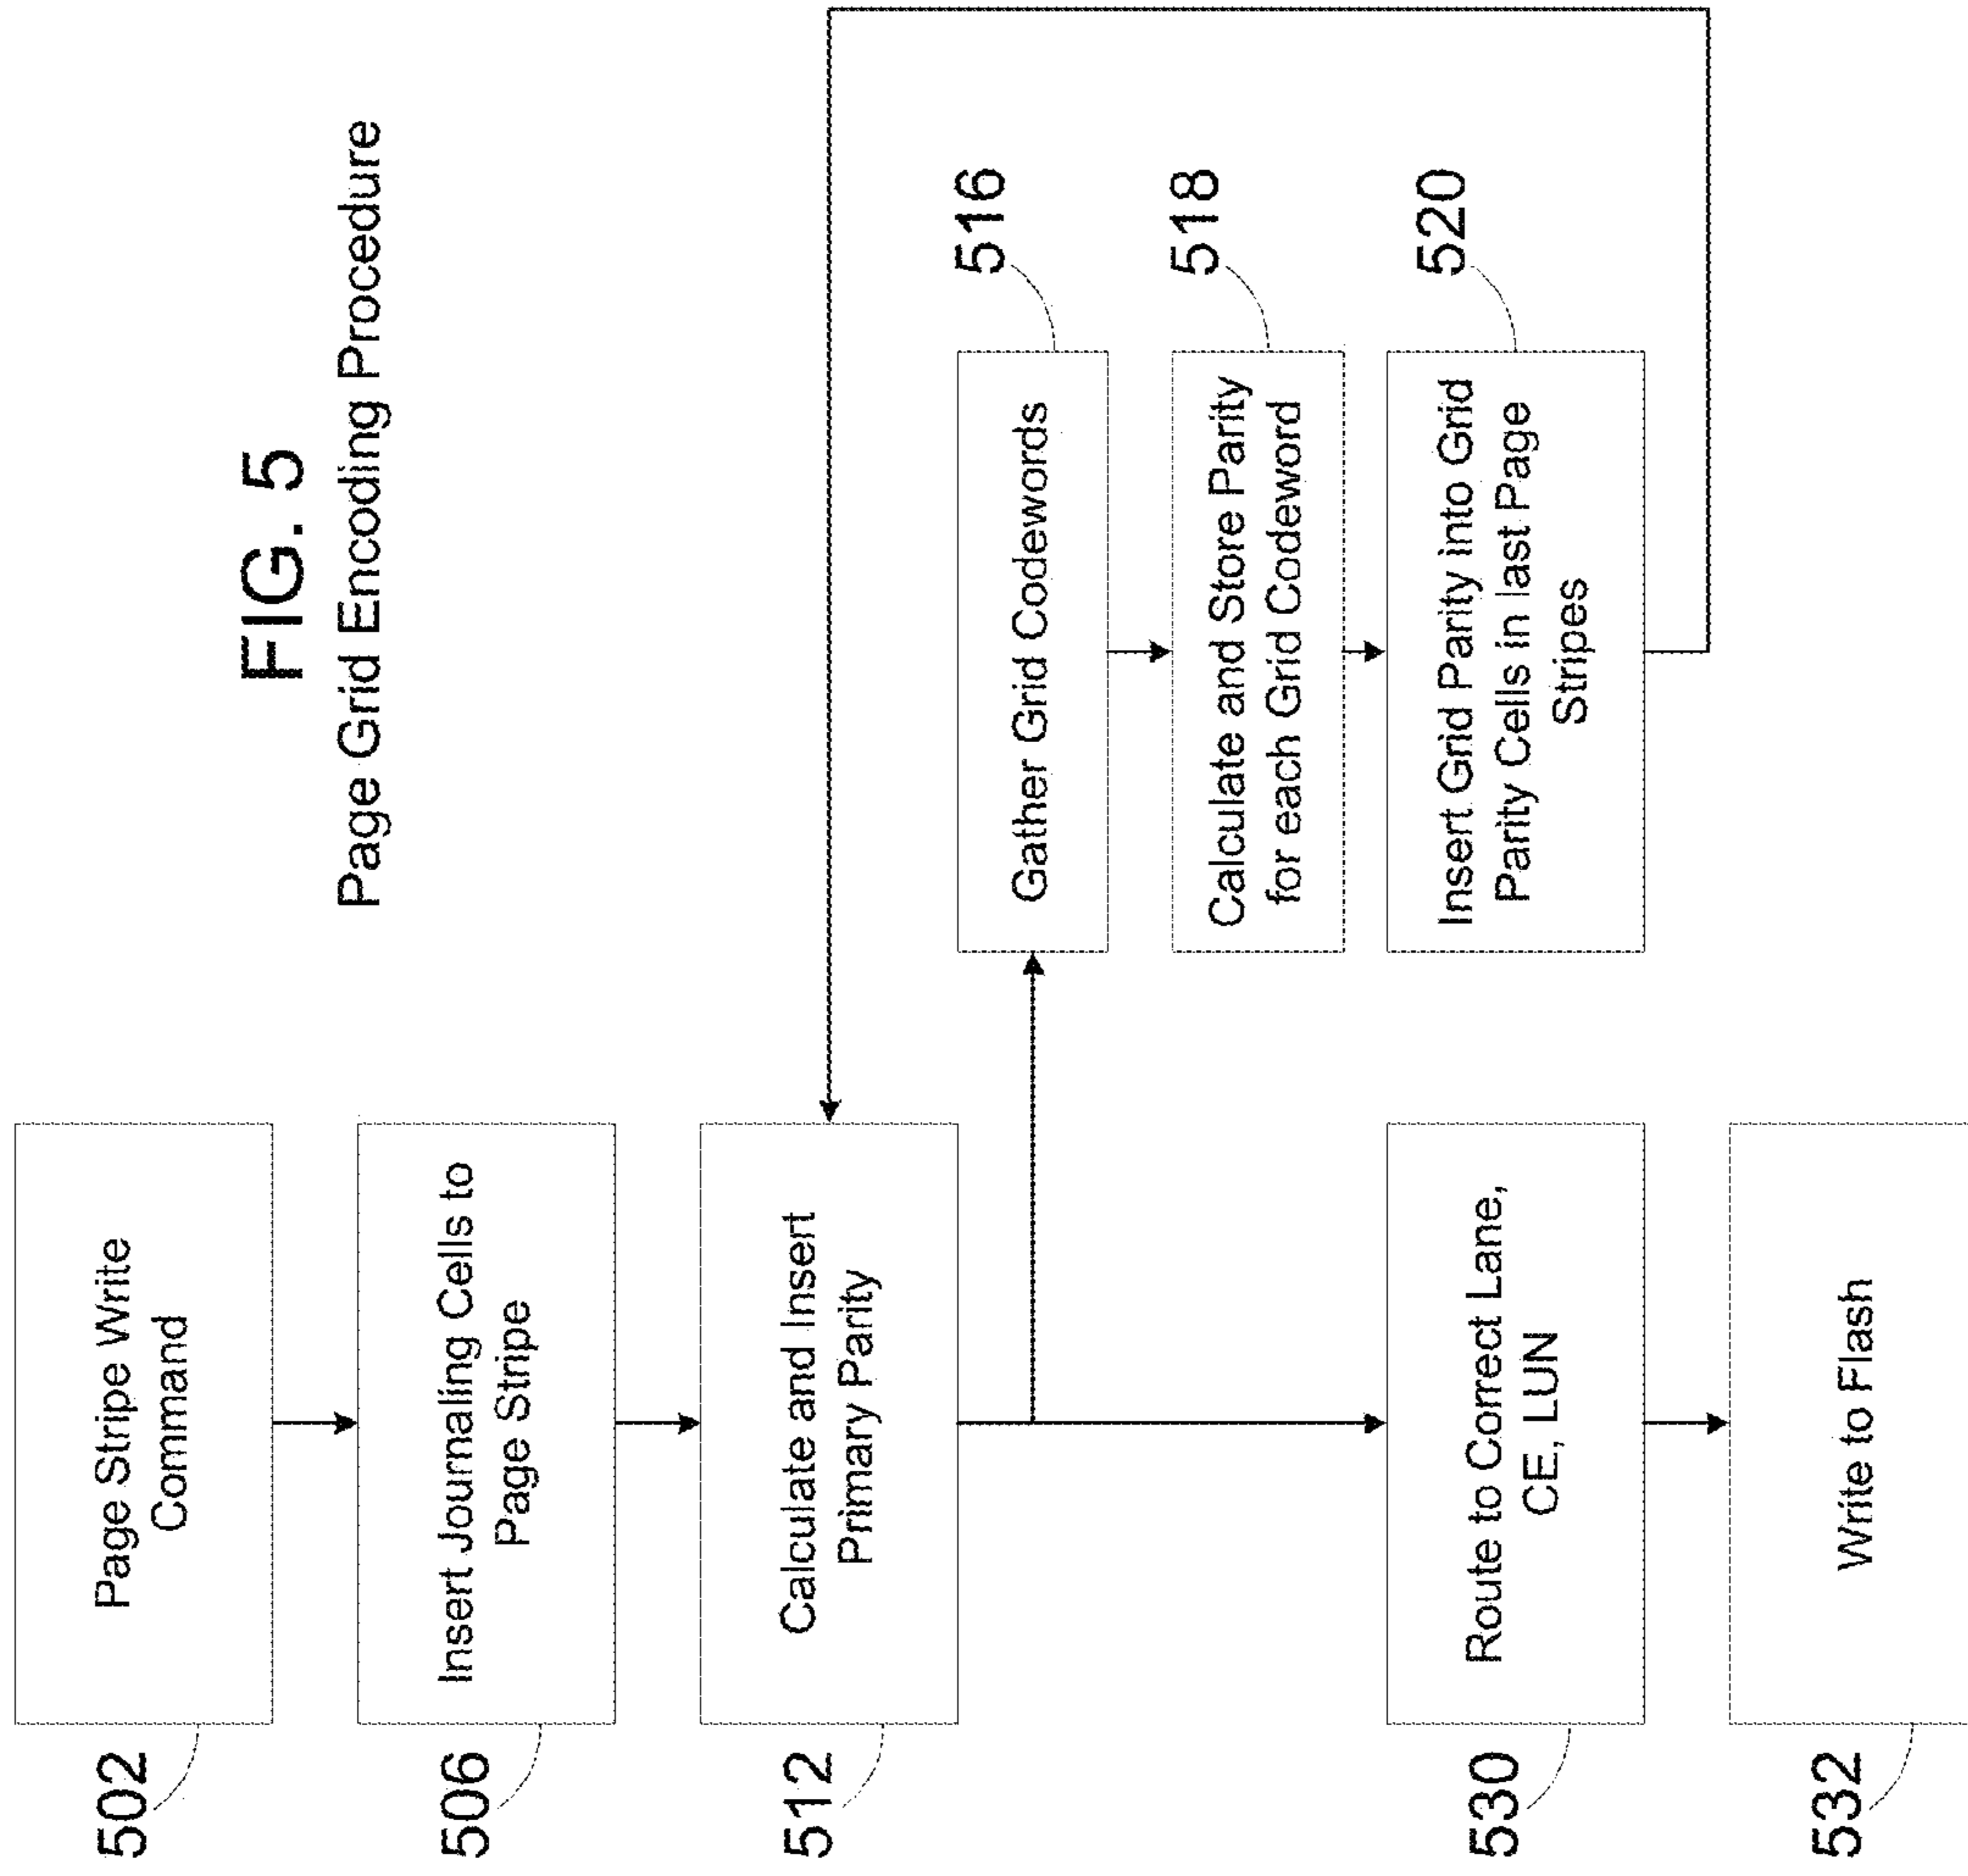 FIG. 5
Page Grid Encoding Procedure
502
Page Stripe Write
Command
506
Insert Journaling Cells to
Page Stripe
512
Calculate and Insert
Primary Parity
516
Gather Grid Codewords
518
Calculate and Store Parity
for each Grid Codeword
520
Insert Grid Parity into Grid
Parity Cells in last Page
Stripes
530
Route to Correct Lane,
CE, LUN
532
Write to Flash